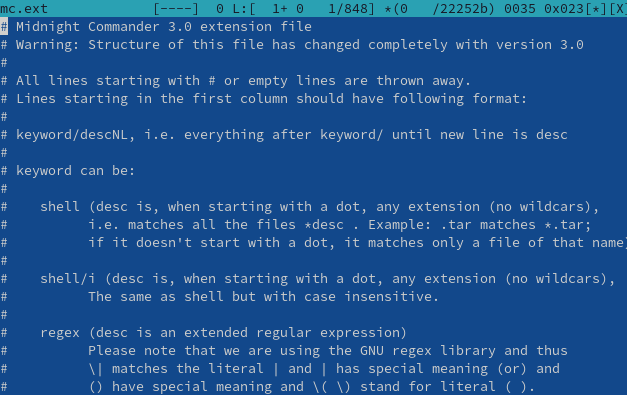 mc.ext [----] 0 L:[ 1+ 0 1/848] *(0 /22252b) 0035 0x023[*][X]
# Midnight Commander 3.0 extension file
# Warning: Structure of this file has changed completely with version 3.0
#
# All lines starting with # or empty lines are thrown away.
# Lines starting in the first column should have following format:
#
# keyword/descNL, i.e. everything after keyword/ until new line is desc
#
# keyword can be:
#
#    shell (desc is, when starting with a dot, any extension (no wildcars),
#          i.e. matches all the files *desc . Example: .tar matches *.tar;
#          if it doesn't start with a dot, it matches only a file of that name)
#
#    shell/i (desc is, when starting with a dot, any extension (no wildcars),
#          The same as shell but with case insensitive.
#
#    regex (desc is an extended regular expression)
#          Please note that we are using the GNU regex library and thus
#          \| matches the literal | and | has special meaning (or) and
#          () have special meaning and \( \) stand for literal ( ).